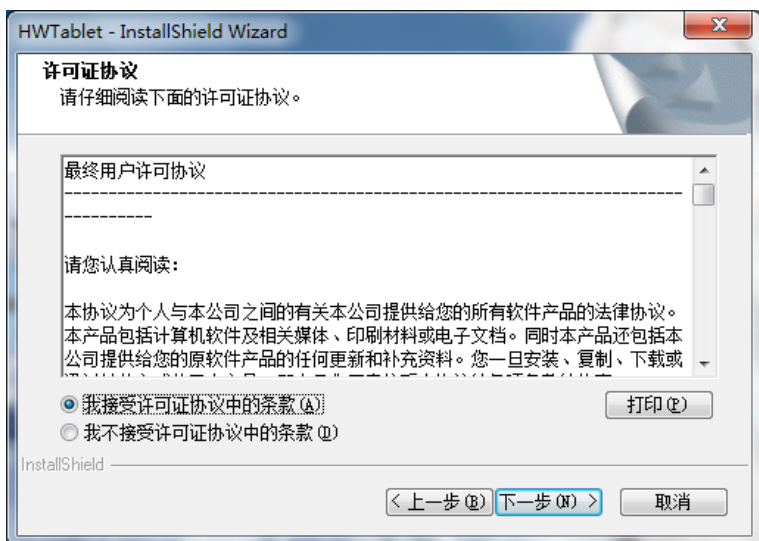 HWTablet - InstallShield Wizard
许可证协议
请仔细阅读下面的许可证协议。
最终用户许可协议
----------------------------------------------------------------------
----------
请您认真阅读：
本协议为个人与本公司之间的有关本公司提供给您的所有软件产品的法律协议。
本产品包括计算机软件及相关媒体、印刷材料或电子文档。同时本产品还包括本
公司提供给您的原软件产品的任何更新和补充资料。您一旦安装、复制、下载或
我接受许可证协议中的条款(A)
打印(P)
我不接受许可证协议中的条款(D)
InstallShield
< 上一步(B)
下一步(N) >
取消